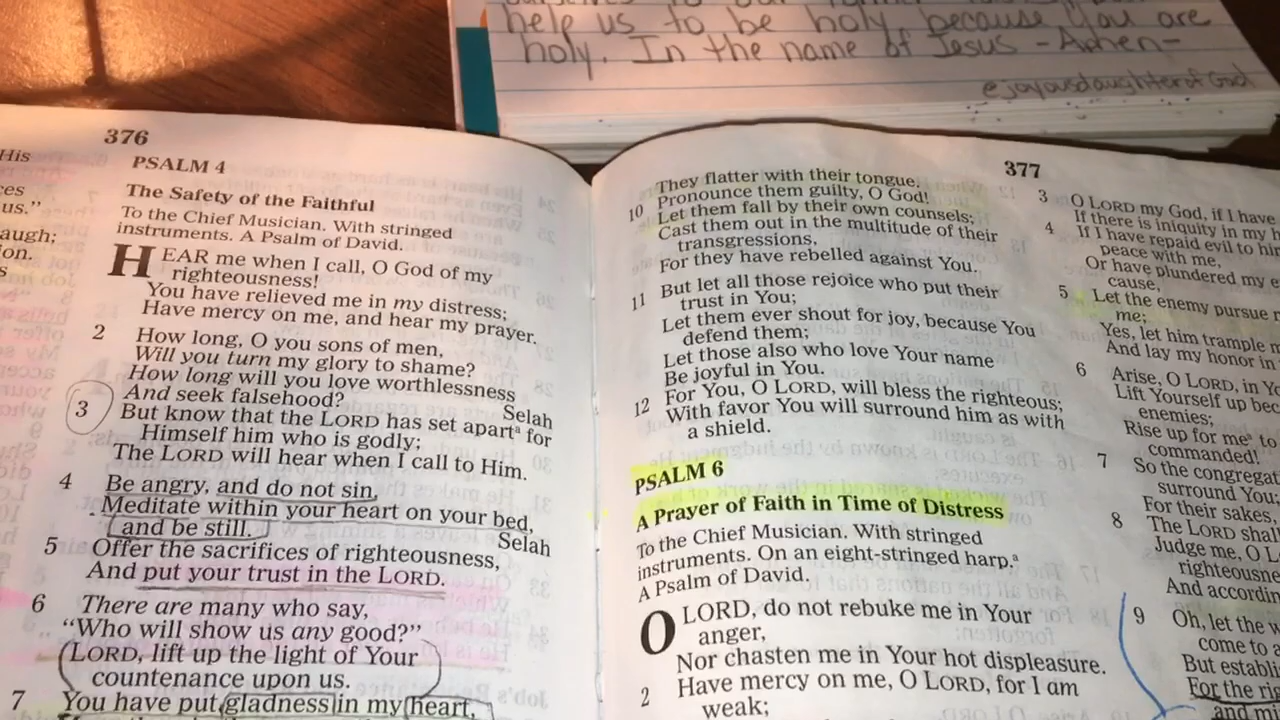 help us to be holy, because you are
holy. In the name of Jesus -Amen-
@joyousdaughterofGod
376
His
us."
augh;
ion.
PSALM 4
The Safety of the Faithful
To the Chief Musician. With stringed
instruments. A Psalm of David.
HEAR me when I call, O God of my
righteousness!
You have relieved me in my distress;
Have mercy on me, and hear my prayer.
2 How long, O you sons of men,
Will you turn my glory to shame?
How long will you love worthlessness
And seek falsehood? Selah
3 But know that the LORD has set apartª for
Himself him who is godly;
The LORD will hear when I call to Him.
4 Be angry, and do not sin.
Meditate within your heart on your bed,
and be still. Selah
5 Offer the sacrifices of righteousness,
And put your trust in the LORD.
6 There are many who say,
"Who will show us any good?"
LORD, lift up the light of Your
countenance upon us.
7 You have put gladness in my heart,
377
They flatter with their tongue.
10 Pronounce them guilty, O God!
Let them fall by their own counsels;
Cast them out in the multitude of their
transgressions,
For they have rebelled against You.
11 But let all those rejoice who put their
trust in You;
Let them ever shout for joy, because You
defend them;
Let those also who love Your name
Be joyful in You.
12 For You, O LORD, will bless the righteous;
With favor You will surround him as with
a shield.
PSALM 6
A Prayer of Faith in Time of Distress
To the Chief Musician. With stringed
instruments. On an eight-stringed harp.ª
A Psalm of David.
O LORD, do not rebuke me in Your
anger,
Nor chasten me in Your hot displeasure.
2 Have mercy on me, O LORD, for I am
weak;
3 O LORD my God, if I have
If there is iniquity in my
4 If I have repaid evil to
peace with me,
Or have plundered my
cause,
5 Let the enemy pursue
me;
Yes, let him trample
And lay my honor in
6 Arise, O LORD, in
Lift Yourself up
enemies;
Rise up for meª to
commanded!
7 So the
surround You;
For their sakes,
8 The LORD
Judge me, O
And
9 Oh, let the
come to
But
For the
and